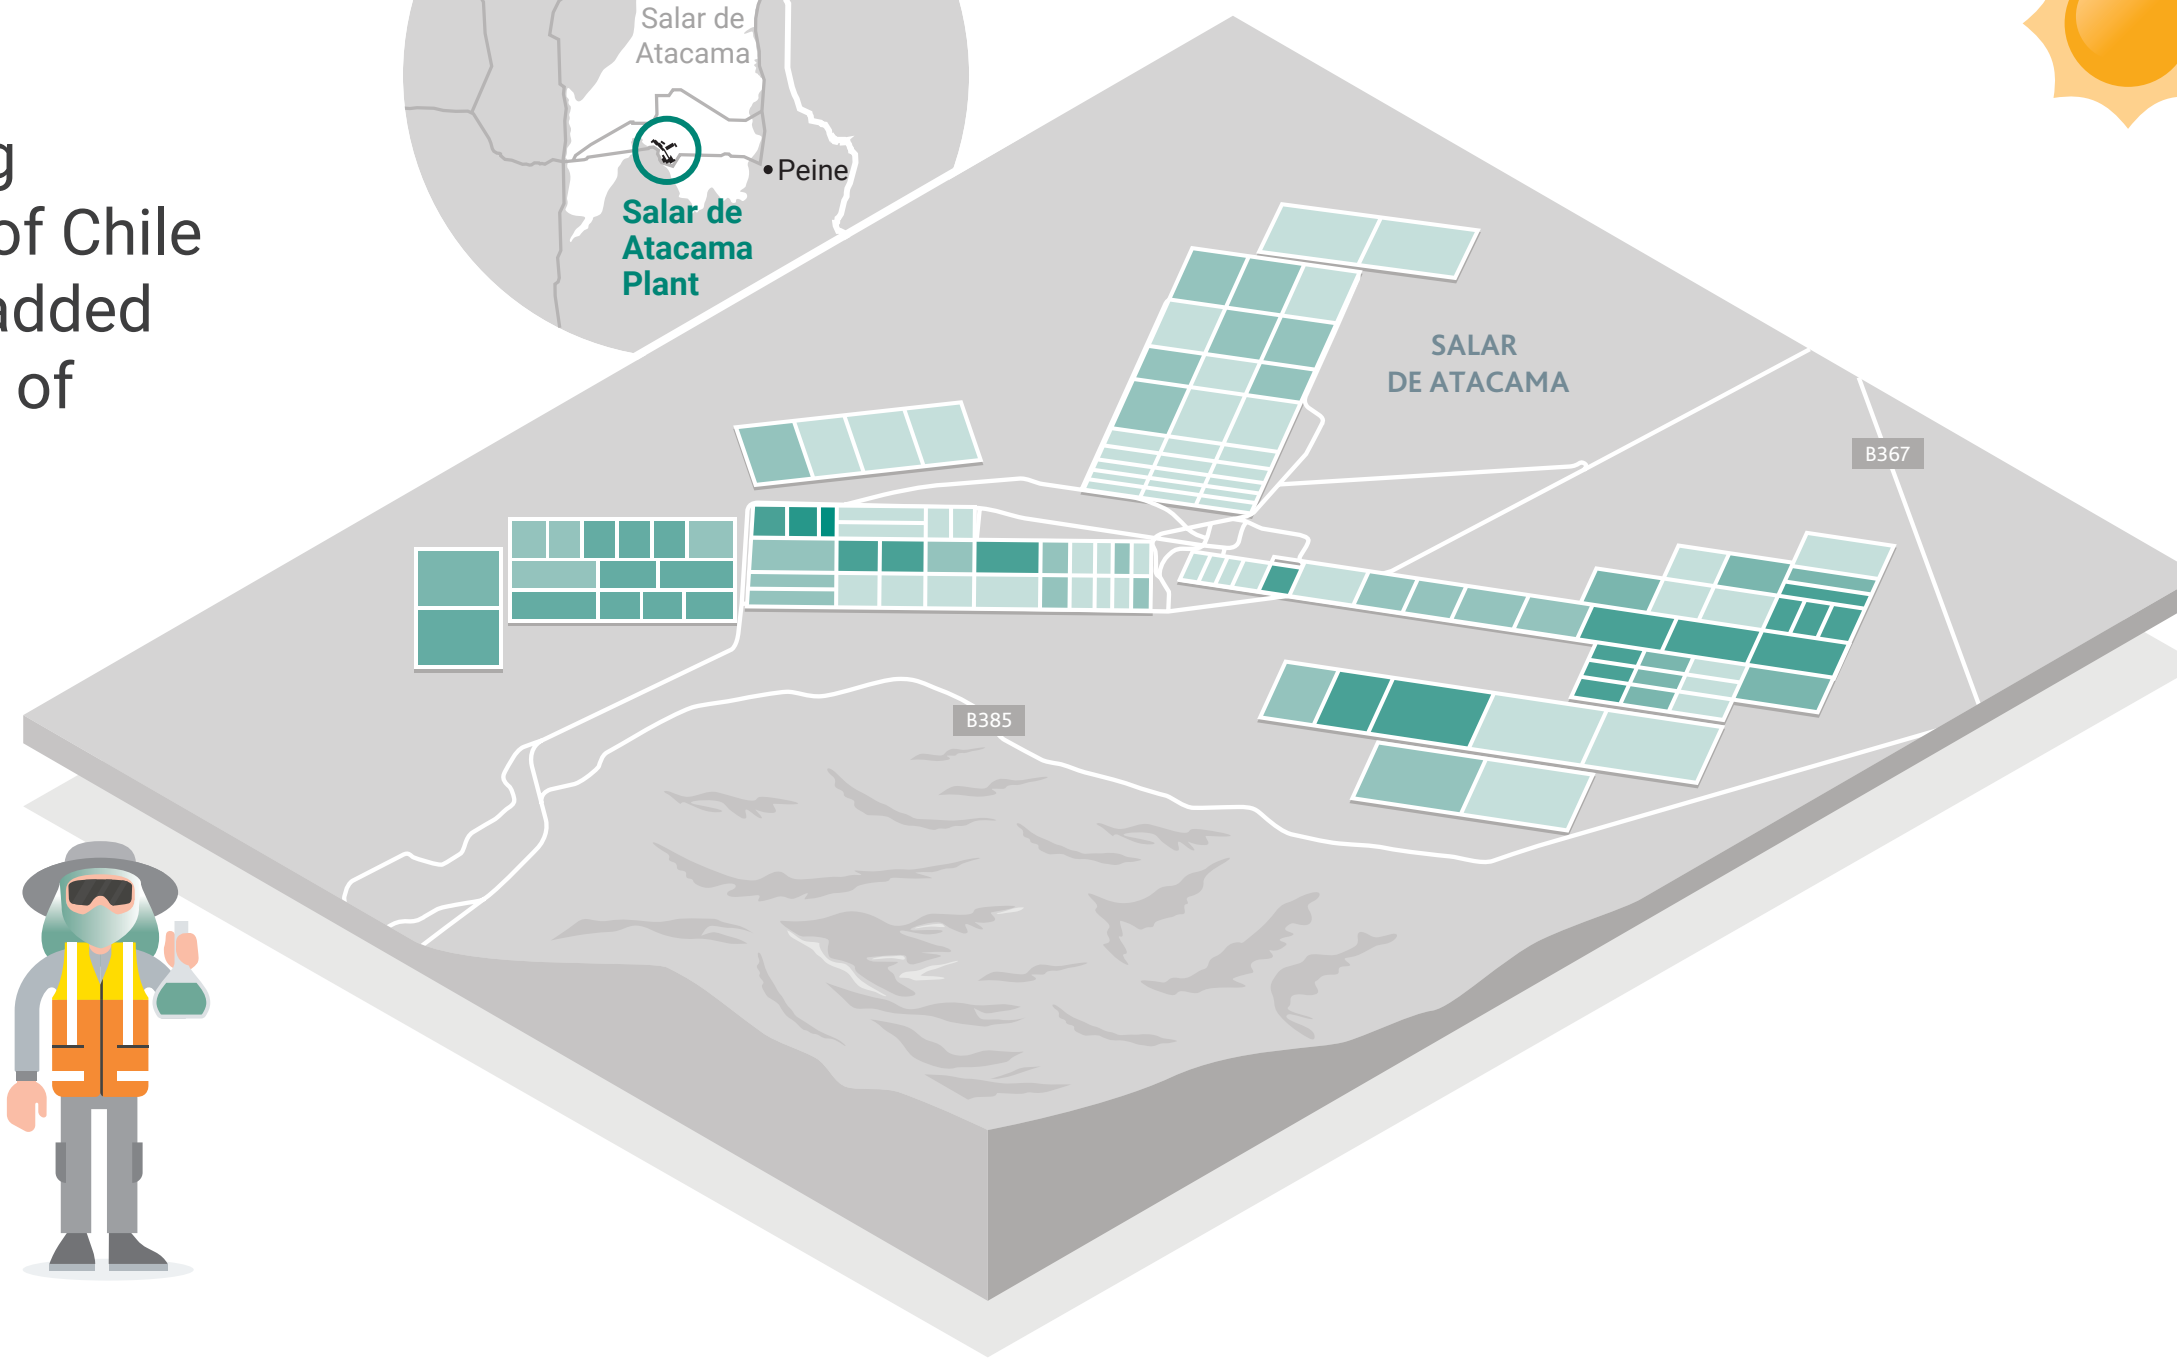 g
of Chile
added
of
Salar de
Atacama
Peine
Salar de
Atacama
Plant
SALAR
DE ATACAMA
B367
B385